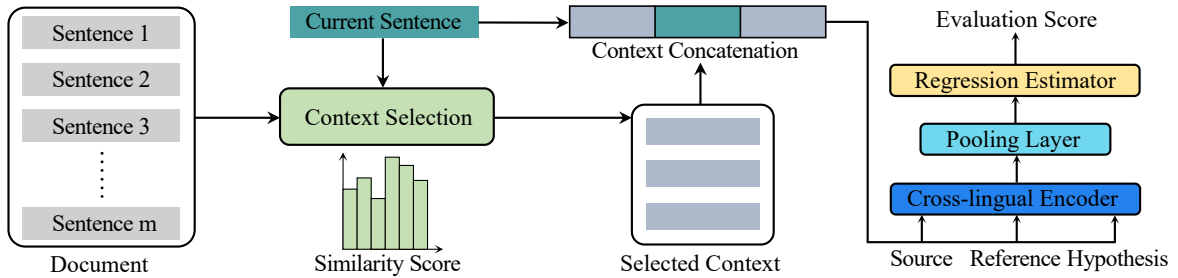 Sentence 1
Sentence 2
Sentence 3
Sentence m
Document
Current Sentence
Context Selection
Similarity Score
Context Concatenation
Selected Context
Evaluation Score
Regression Estimator
Pooling Layer
Cross-lingual Encoder
Source Reference Hypothesis